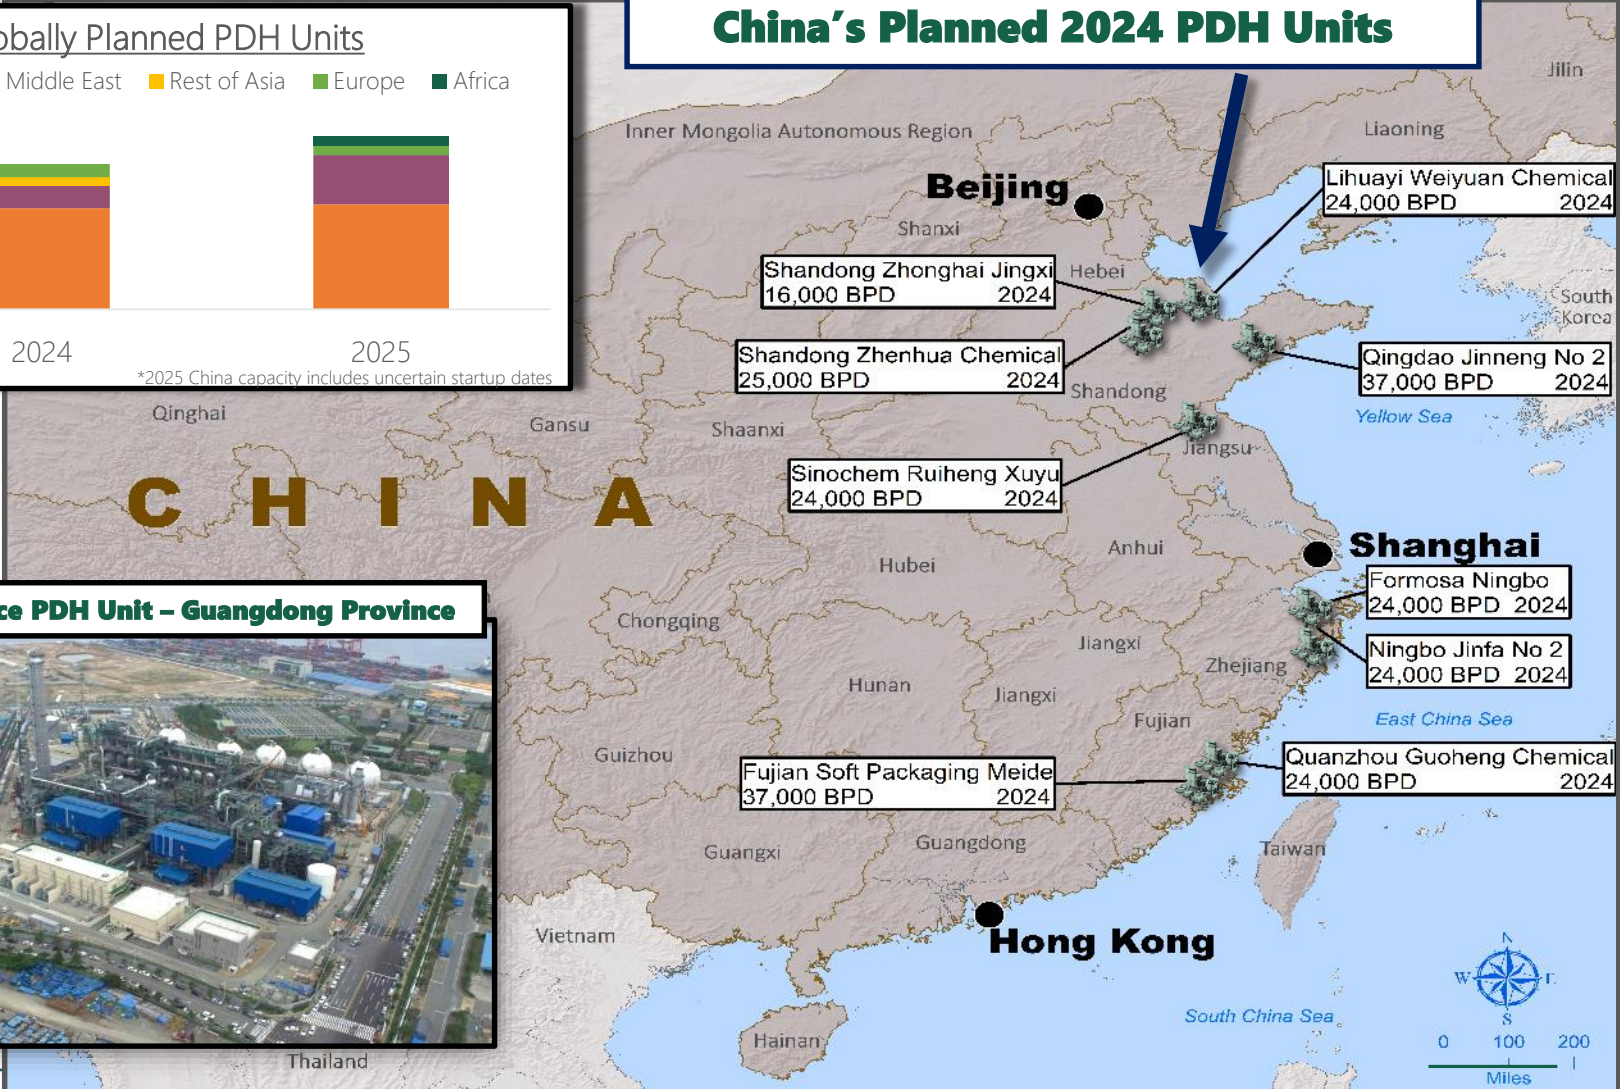 obally Planned PDH Units
Middle East Rest of Asia Europe Africa
2024 2025
*2025 China capacity includes uncertain startup dates
China's Planned 2024 PDH Units
Jilin
Inner Mongolia Autonomous Region
Liaoning
Beijing
Lihuayi Weiyuan Chemical
24,000 BPD 2024
Shanxi
Shandong Zhonghai Jingxi
16,000 BPD 2024
Hebei
South
Korea
Shandong Zhenhua Chemical
25,000 BPD 2024
Qingdao Jinneng No 2
37,000 BPD 2024
Shandong
Qinghai
Gansu
Shaanxi
Yellow Sea
Jiangsu
Sinochem Ruiheng Xuyu
24,000 BPD 2024
CHINA
Anhui
Shanghai
Hubei
Formosa Ningbo
24,000 BPD 2024
ce PDH Unit – Guangdong Province
Chongqing
Jiangxi
Ningbo Jinfa No 2
24,000 BPD 2024
Zhejiang
Hunan
Jiangxi
Fujian
East China Sea
Guizhou
Quanzhou Guoheng Chemical
24,000 BPD 2024
Fujian Soft Packaging Meide
37,000 BPD 2024
Guangxi
Guangdong
Taiwan
Vietnam
Hong Kong
N
W E
S
South China Sea
Hainan
0 100 200
Miles
Thailand